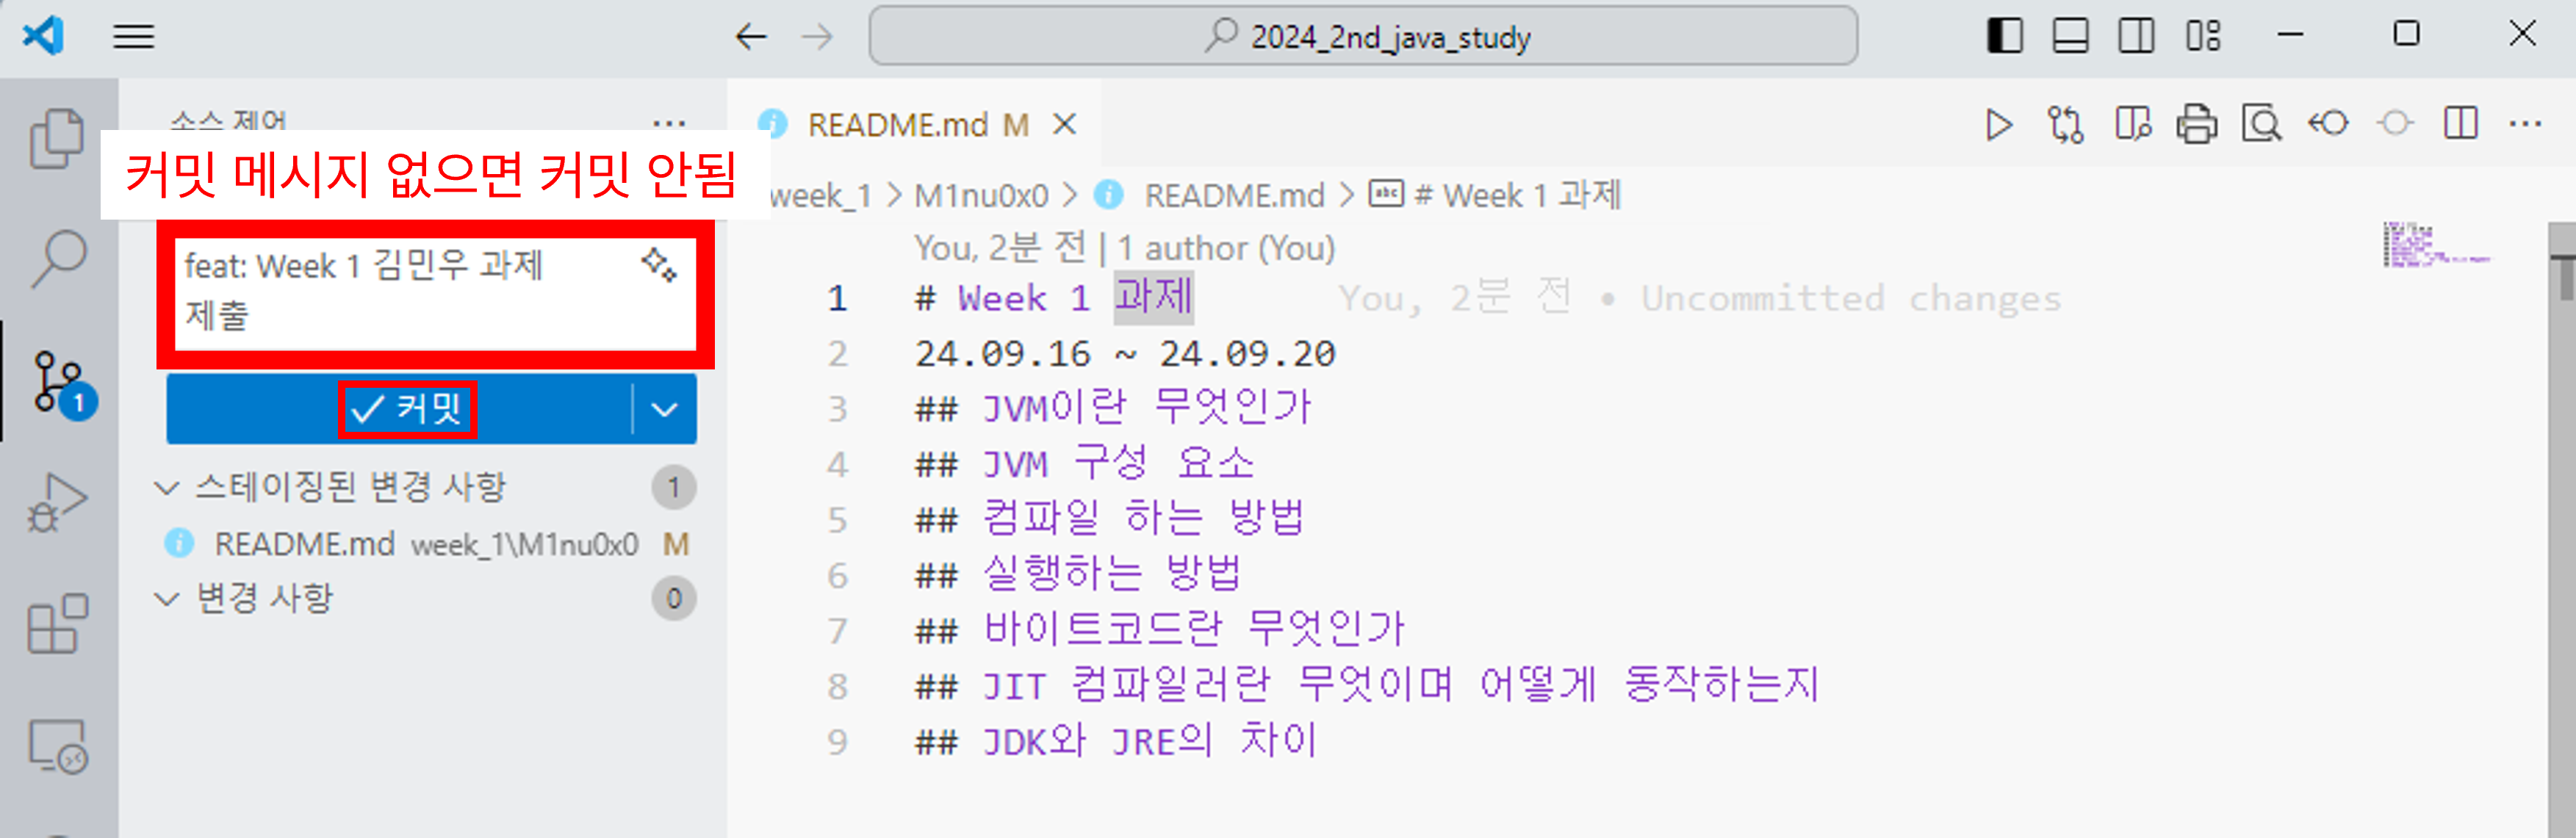 2024_2nd_java_study
소스 제어
커밋 메시지 없으면 커밋 안됨
feat: Week 1 김민우 과제
제출
커밋
스테이징된 변경 사항 1
README.md week_1\M1nu0x0 M
변경 사항 0
1
README.md M
week_1 > M1nu0x0 > README.md > # Week 1 과제
You, 2분 전 | 1 author (You)
1 # Week 1 과제 You, 2분 전 • Uncommitted changes
2 24.09.16 ~ 24.09.20
3 ## JVM이란 무엇인가
4 ## JVM 구성 요소
5 ## 컴파일 하는 방법
6 ## 실행하는 방법
7 ## 바이트코드란 무엇인가
8 ## JIT 컴파일러란 무엇이며 어떻게 동작하는지
9 ## JDK와 JRE의 차이